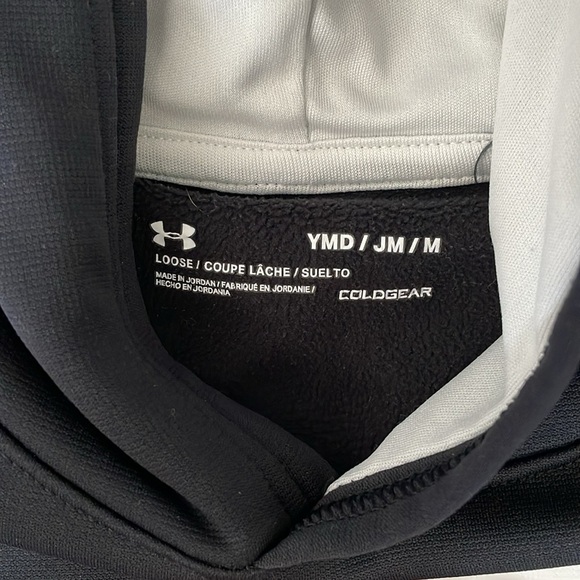 YMD / JM / M
LOOSE / COUPE LÂCHE / SUELTO
MADE IN JORDAN / FABRIQUÉ EN JORDANIE /
HECHO EN JORDANIA
COLDGEAR